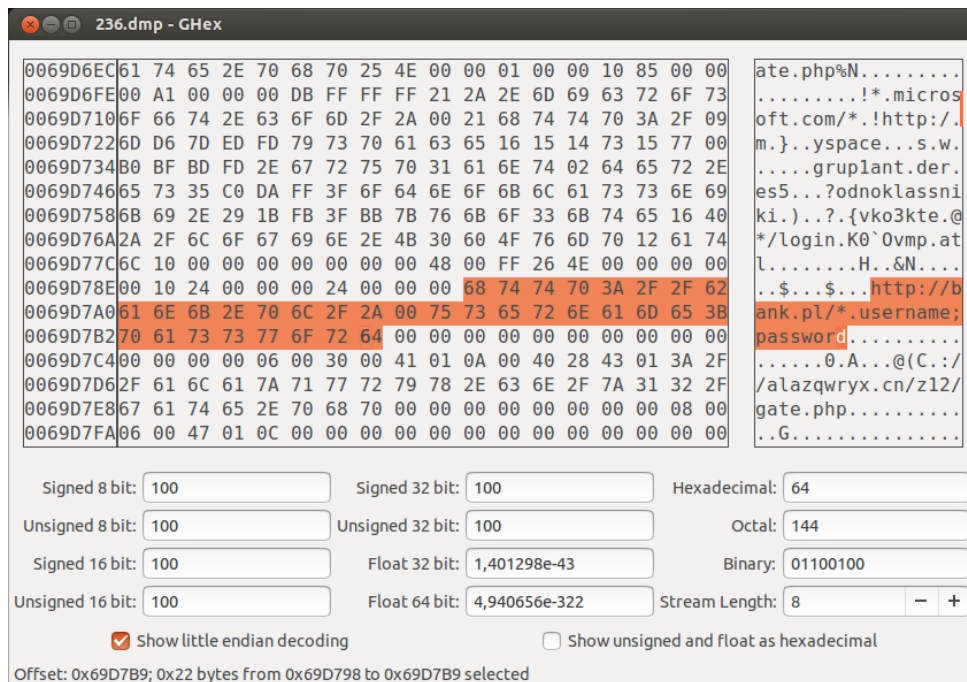 236.dmp - GHex
0069D6EC 61 74 65 2E 70 68 70 25 4E 00 00 01 00 00 10 85 00 00 ate.php%N.........
0069D6FE 00 A1 00 00 00 DB FF FF FF 21 2A 2E 6D 69 63 72 6F 73 .........!*.micros
0069D710 6F 66 74 2E 63 6F 6D 2F 2A 00 21 68 74 74 70 3A 2F 09 oft.com/*.!http:/.
0069D722 6D D6 7D ED FD 79 73 70 61 63 65 16 15 14 73 15 77 00 m.}..yspace...s.w.
0069D734 B0 BF BD FD 2E 67 72 75 70 31 61 6E 74 02 64 65 72 2E .....grup1ant.der.
0069D746 65 73 35 C0 DA FF 3F 6F 64 6E 6F 6B 6C 61 73 73 6E 69 es5...?odnoklassni
0069D758 6B 69 2E 29 1B FB 3F BB 7B 76 6B 6F 33 6B 74 65 16 40 ki.)..?.{vko3kte.@
0069D76A 2A 2F 6C 6F 67 69 6E 2E 4B 30 60 4F 76 6D 70 12 61 74 */login.K0`Ovmp.at
0069D77C 6C 10 00 00 00 00 00 00 00 48 00 FF 26 4E 00 00 00 00 l........H..&N....
0069D78E 00 10 24 00 00 00 24 00 00 00 68 74 74 70 3A 2F 2F 62 ..$...$...http://b
0069D7A0 61 6E 6B 2E 70 6C 2F 2A 00 75 73 65 72 6E 61 6D 65 3B ank.pl/*.username;
0069D7B2 70 61 73 73 77 6F 72 64 00 00 00 00 00 00 00 00 00 00 password..........
0069D7C4 00 00 00 00 06 00 30 00 41 01 0A 00 40 28 43 01 3A 2F ......0.A...@(C.:/
0069D7D6 2F 61 6C 61 7A 71 77 72 79 78 2E 63 6E 2F 7A 31 32 2F /alazqwryx.cn/z12/
0069D7E8 67 61 74 65 2E 70 68 70 00 00 00 00 00 00 00 00 08 00 gate.php..........
0069D7FA 06 00 47 01 0C 00 00 00 00 00 00 00 00 00 00 00 00 00 ..G...............
Signed 8 bit: 100 Signed 32 bit: 100 Hexadecimal: 64
Unsigned 8 bit: 100 Unsigned 32 bit: 100 Octal: 144
Signed 16 bit: 100 Float 32 bit: 1,401298e-43 Binary: 01100100
Unsigned 16 bit: 100 Float 64 bit: 4,940656e-322 Stream Length: 8 − +
Show little endian decoding Show unsigned and float as hexadecimal
Offset: 0x69D7B9; 0x22 bytes from 0x69D798 to 0x69D7B9 selected